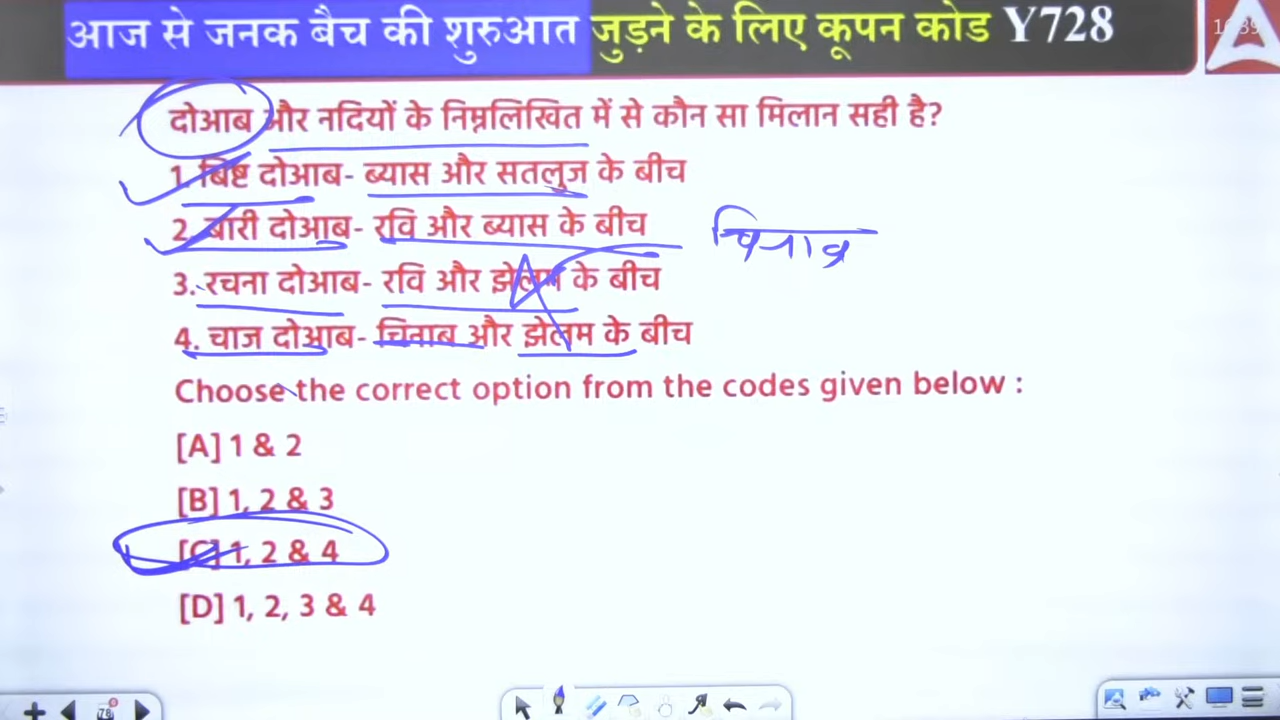 आज से जनक बैच की शुरुआत जुड़ने के लिए कूपन कोड Y728
दोआब और नदियों के निम्नलिखित में से कौन सा मिलान सही है?
1. बिष्ट दोआब- ब्यास और सतलुज के बीच
2. बारी दोआब- रवि और ब्यास के बीच
चिनाव
3. रचना दोआब- रवि और झेलम के बीच
4. चाज दोआब- चिनाब और झेलम के बीच
Choose the correct option from the codes given below :
[A] 1 & 2
[B] 1, 2 & 3
[C] 1, 2 & 4
[D] 1, 2, 3 & 4
78